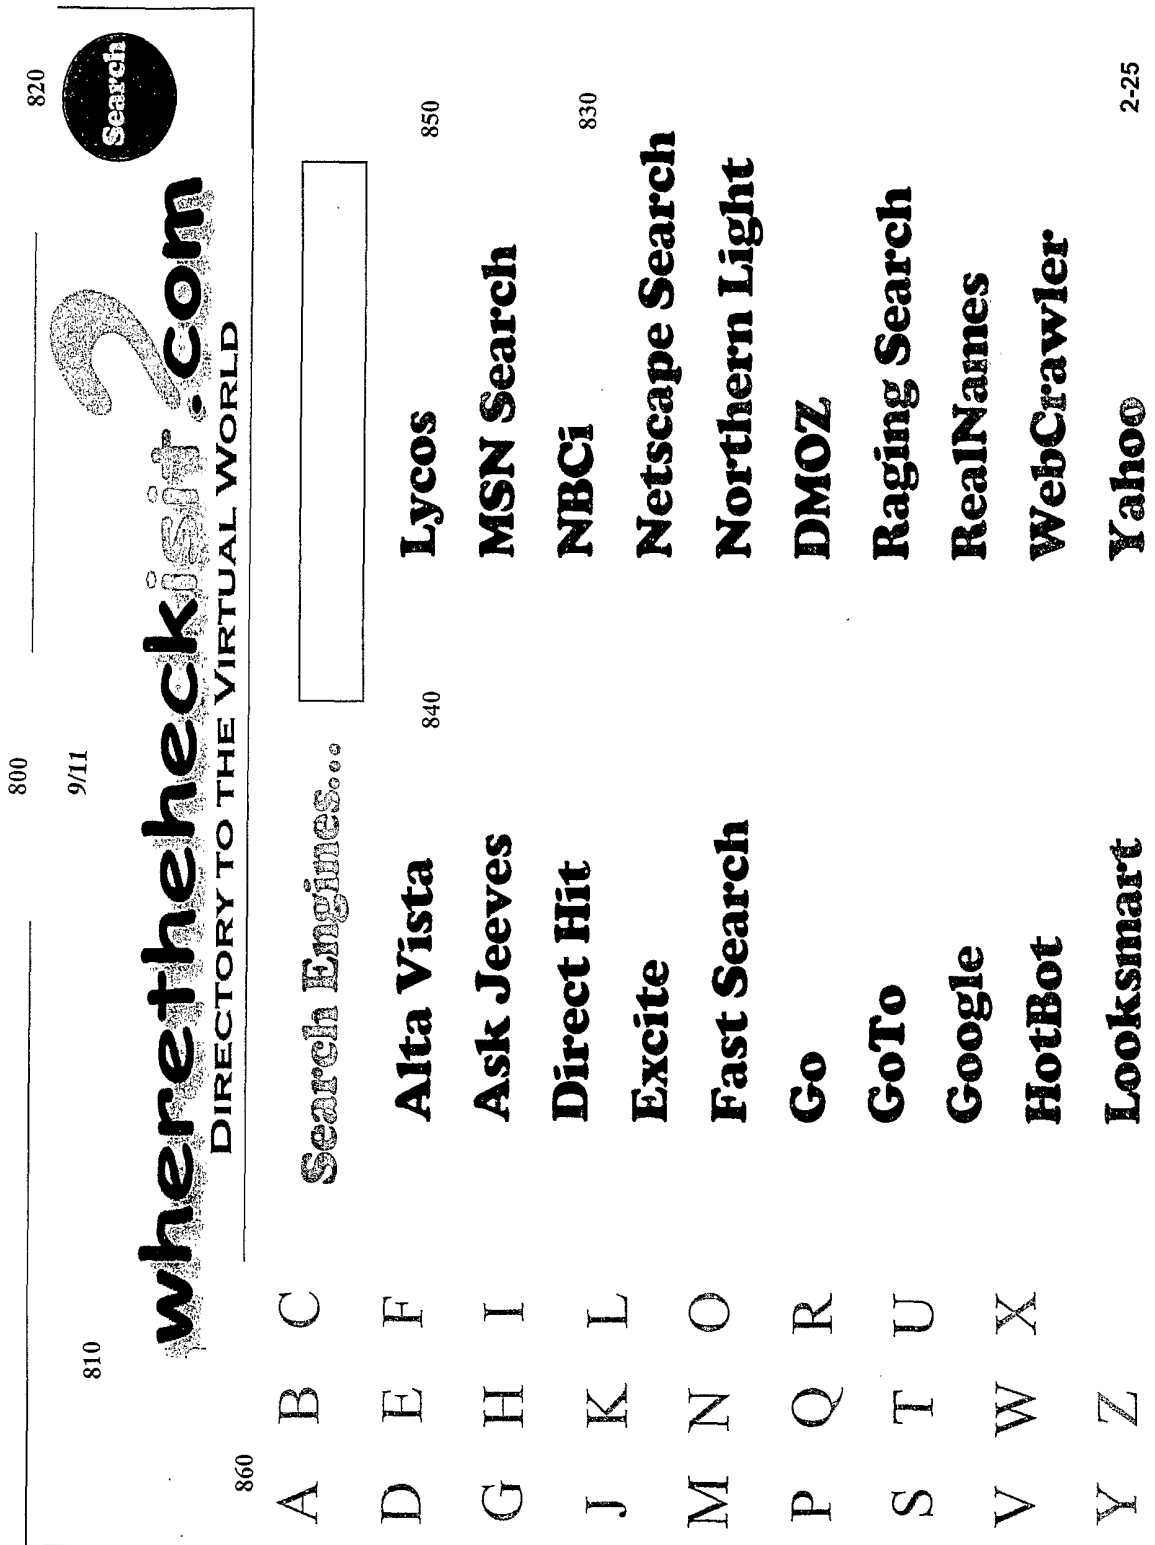 800
9/11
810
820
Search
wheretheheckisit?.com
DIRECTORY TO THE VIRTUAL WORLD
860
A B C
D E F
G H I
J K L
M N O
P Q R
S T U
V W X
Y Z
Search Engines...
840
Alta Vista
Ask Jeeves
Direct Hit
Excite
Fast Search
Go
GoTo
Google
HotBot
Looksmart
850
Lycos
MSN Search
830
NBCi
Netscape Search
Northern Light
DMOZ
Raging Search
RealNames
WebCrawler
Yahoo
2-25